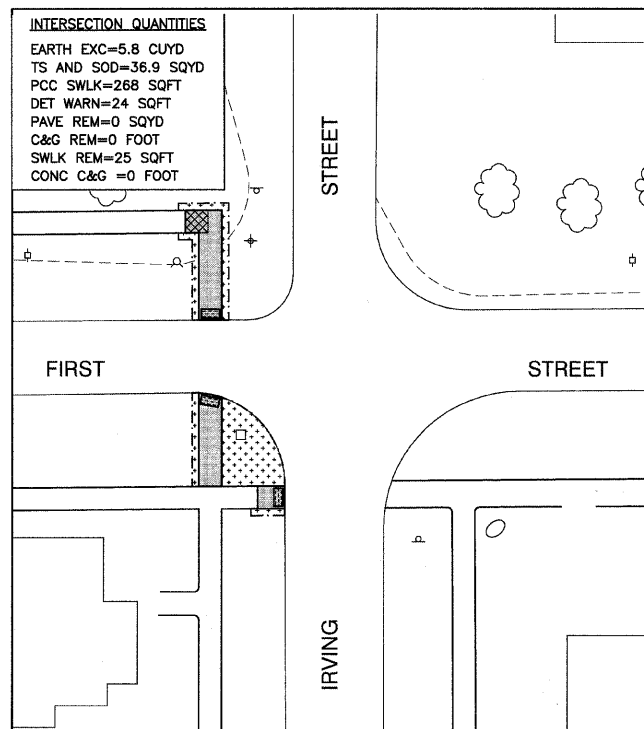 INTERSECTION QUANTITIES
EARTH EXC=5.8 CUYD
TS AND SOD=36.9 SQYD
PCC SWLK=268 SQFT
DET WARN=24 SQFT
PAVE REM=0 SQYD
C&G REM=0 FOOT
SWLK REM=25 SQFT
CONC C&G =0 FOOT
STREET
FIRST
STREET
IRVING